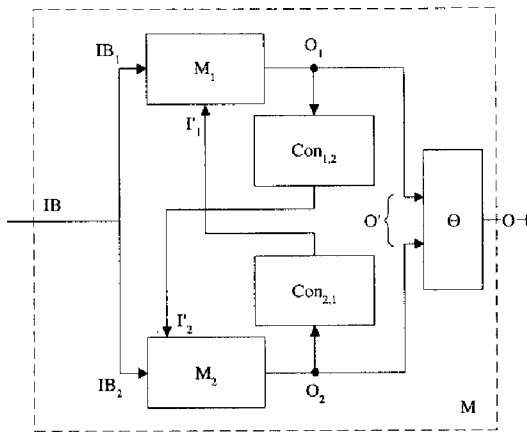 IB₁
M₁
O₁
I'₁
Con₁,₂
IB
O'
Θ
O
Con₂,₁
I'₂
IB₂
M₂
O₂
M